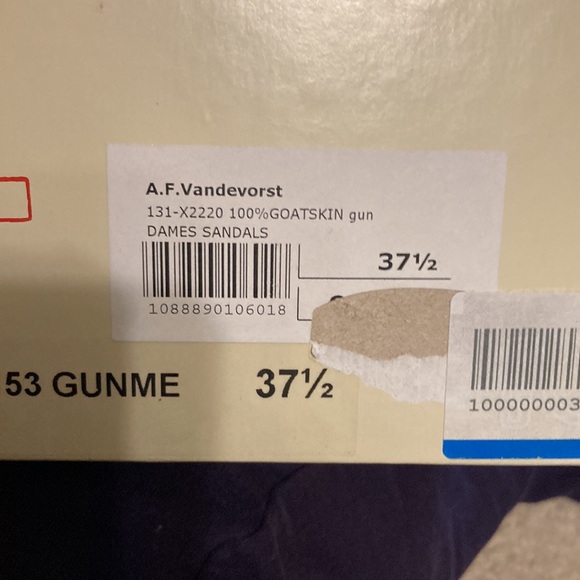 A.F.Vandevorst
131-X2220 100%GOATSKIN gun
DAMES SANDALS
37½
1088890106018
53 GUNME 37½
100000003